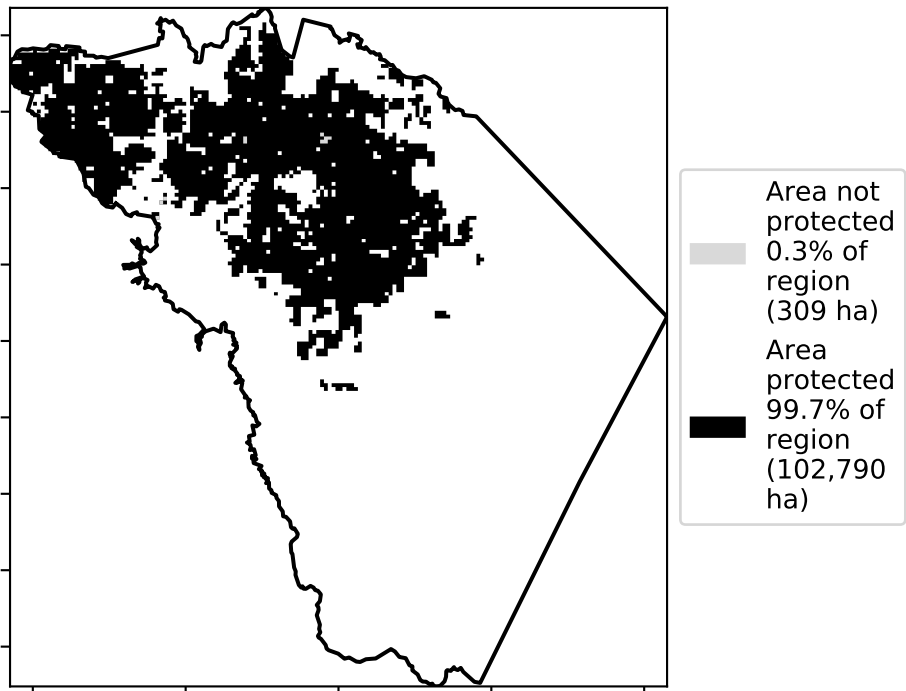 Area not
protected
0.3% of
region
(309 ha)
Area
protected
99.7% of
region
(102,790
ha)